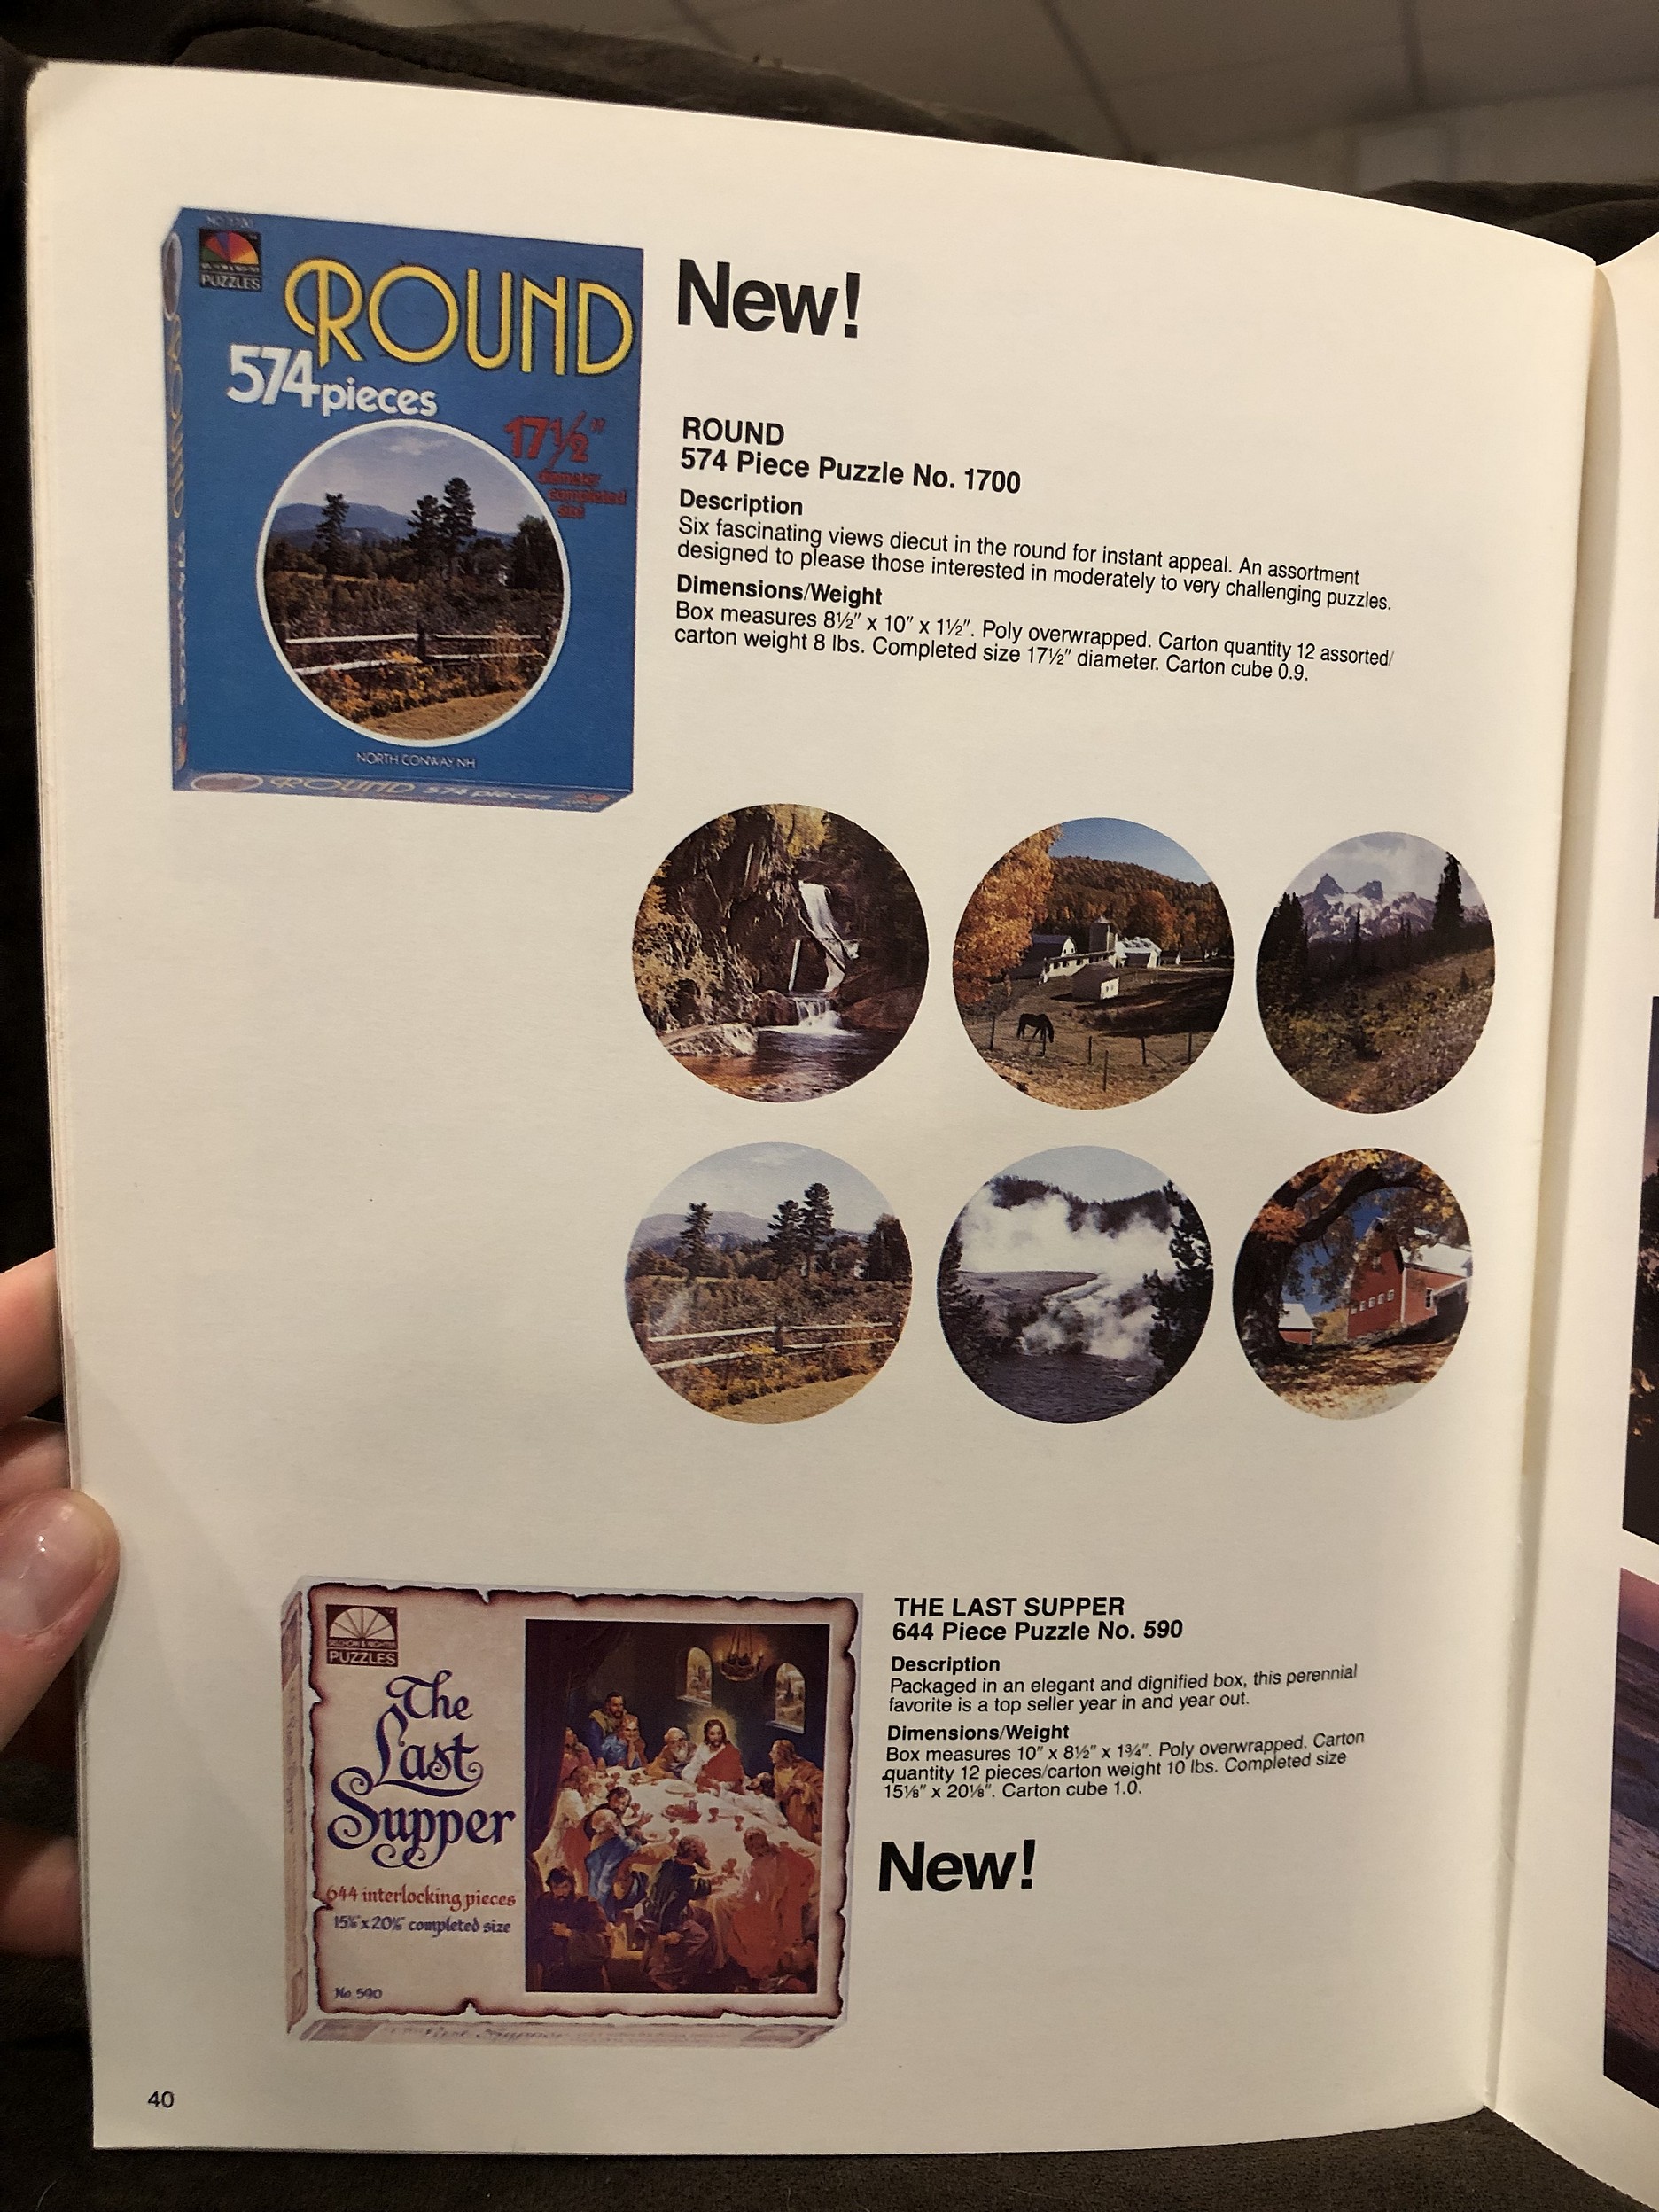 PUZZLES
ROUND
574 pieces
17½"
diameter
completed
size
NORTH CONWAY NH
ROUND 574 pieces
New!
ROUND
574 Piece Puzzle No. 1700
Description
Six fascinating views diecut in the round for instant appeal. An assortment
designed to please those interested in moderately to very challenging puzzles.
Dimensions/Weight
Box measures 8½" x 10" x 1½". Poly overwrapped. Carton quantity 12 assorted/
carton weight 8 lbs. Completed size 17½" diameter. Carton cube 0.9.
SELCHOW & RIGHTER
PUZZLES
The
Last
Supper
644 interlocking pieces
15⅛" x 20⅛" completed size
No. 590
THE LAST SUPPER
644 Piece Puzzle No. 590
Description
Packaged in an elegant and dignified box, this perennial
favorite is a top seller year in and year out.
Dimensions/Weight
Box measures 10" x 8½" x 1¾". Poly overwrapped. Carton
quantity 12 pieces/carton weight 10 lbs. Completed size
15⅛" x 20⅛". Carton cube 1.0.
New!
40